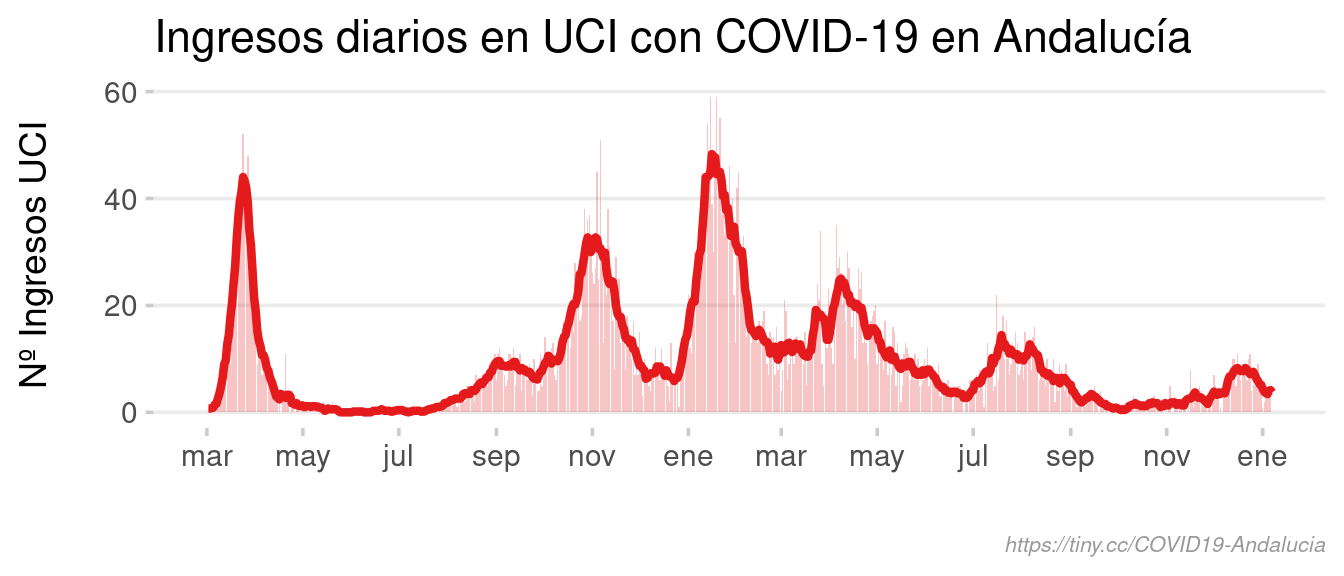 Ingresos diarios en UCI con COVID-19 en Andalucía
Nº Ingresos UCI
60
40
20
0
mar may jul sep nov ene mar may jul sep nov ene
https://tiny.cc/COVID19-Andalucia